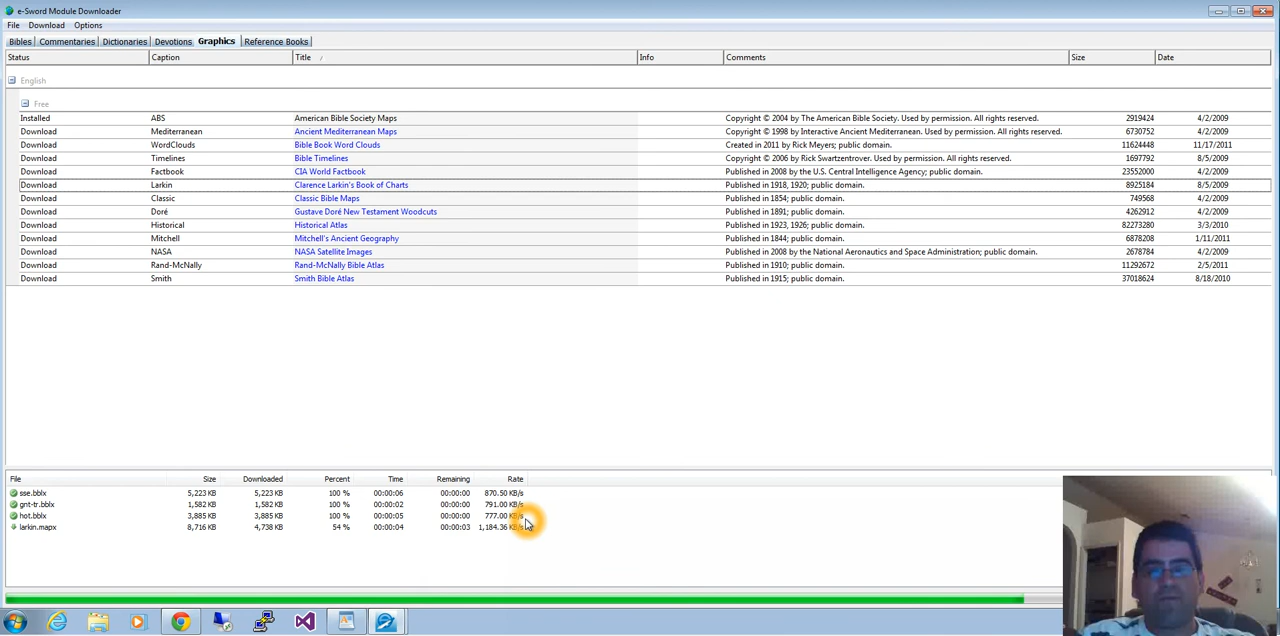 e-Sword Module Downloader
File Download Options
Bibles Commentaries Dictionaries Devotions Graphics Reference Books
Status Caption Title / Info Comments Size Date
English
Free
Installed ABS American Bible Society Maps Copyright © 2004 by The American Bible Society. Used by permission. All rights reserved. 2919424 4/2/2009
Download Mediterranean Ancient Mediterranean Maps Copyright © 1998 by Interactive Ancient Mediterranean. Used by permission. All rights reserved. 6730752 4/2/2009
Download WordClouds Bible Book Word Clouds Created in 2011 by Rick Meyers; public domain. 11624448 11/17/2011
Download Timelines Bible Timelines Copyright © 2006 by Rick Swartzentrover. Used by permission. All rights reserved. 1697792 8/5/2009
Download Factbook CIA World Factbook Published in 2008 by the U.S. Central Intelligence Agency; public domain. 23552000 4/2/2009
Download Larkin Clarence Larkin's Book of Charts Published in 1918, 1920; public domain. 8925184 8/5/2009
Download Classic Classic Bible Maps Published in 1854; public domain. 749568 4/2/2009
Download Doré Gustave Doré New Testament Woodcuts Published in 1891; public domain. 4262912 4/2/2009
Download Historical Historical Atlas Published in 1923, 1926; public domain. 82273280 3/3/2010
Download Mitchell Mitchell's Ancient Geography Published in 1844; public domain. 6878208 1/11/2011
Download NASA NASA Satellite Images Published in 2008 by the National Aeronautics and Space Administration; public domain. 2678784 4/2/2009
Download Rand-McNally Rand-McNally Bible Atlas Published in 1910; public domain. 11292672 2/5/2011
Download Smith Smith Bible Atlas Published in 1915; public domain. 37018624 8/18/2010
File Size Downloaded Percent Time Remaining Rate
sse.bblx 5,223 KB 5,223 KB 100 % 00:00:06 00:00:00 870.50 KB/s
gnt-tr.bblx 1,582 KB 1,582 KB 100 % 00:00:02 00:00:00 791.00 KB/s
hot.bblx 3,885 KB 3,885 KB 100 % 00:00:05 00:00:00 777.00 KB/s
larkin.mapx 8,716 KB 4,738 KB 54 % 00:00:04 00:00:03 1,184.36 KB/s